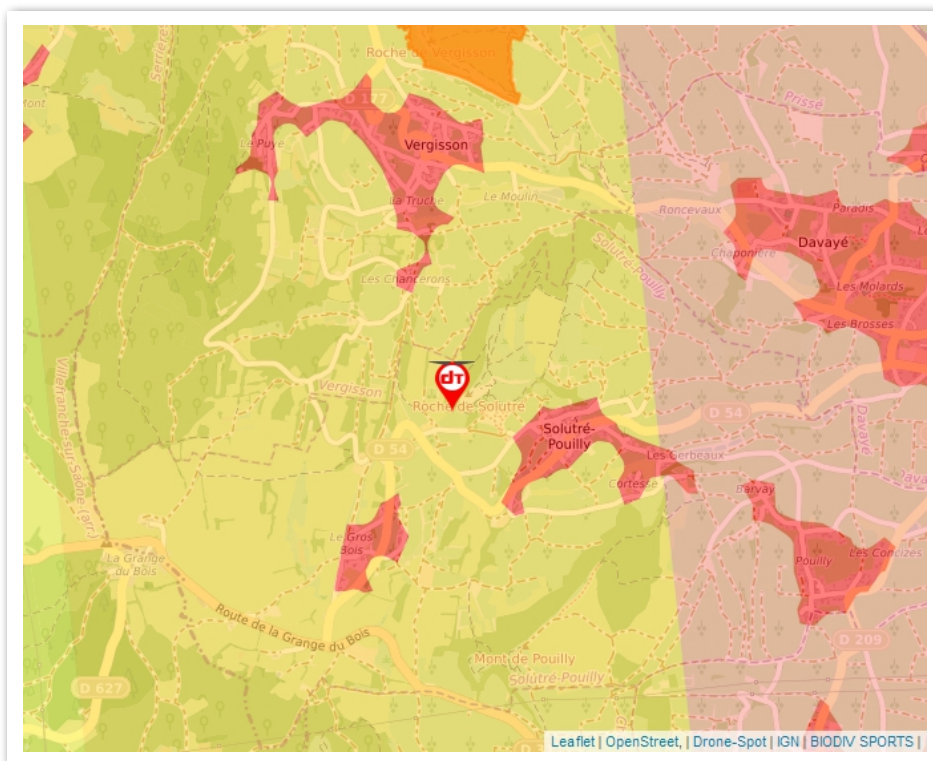 Roche de Vergisson
Serrières
Mont
D 177
Prissé
Le Puye
Vergisson
La Truche
Le Moulin
Roncevaux
Paradis
Davayé
Chaponière
Solutré-Pouilly
Les Chancerons
Les Molards
Les Brosses
dT
Villefranche-sur-Saône (arr.)
Vergisson
Roche de Solutré
D 54
Davayé
Solutré-
Pouilly
D 54
Les Gerbeaux
Cortesse
Barvay
Le Gros
Bois
La Grange
du Bois
Pouilly
Les Concizes
Route de la Grange du Bois
D 209
Mont de Pouilly
Solutré-Pouilly
D 627
Leaflet | OpenStreet, | Drone-Spot | IGN | BIODIV SPORTS |